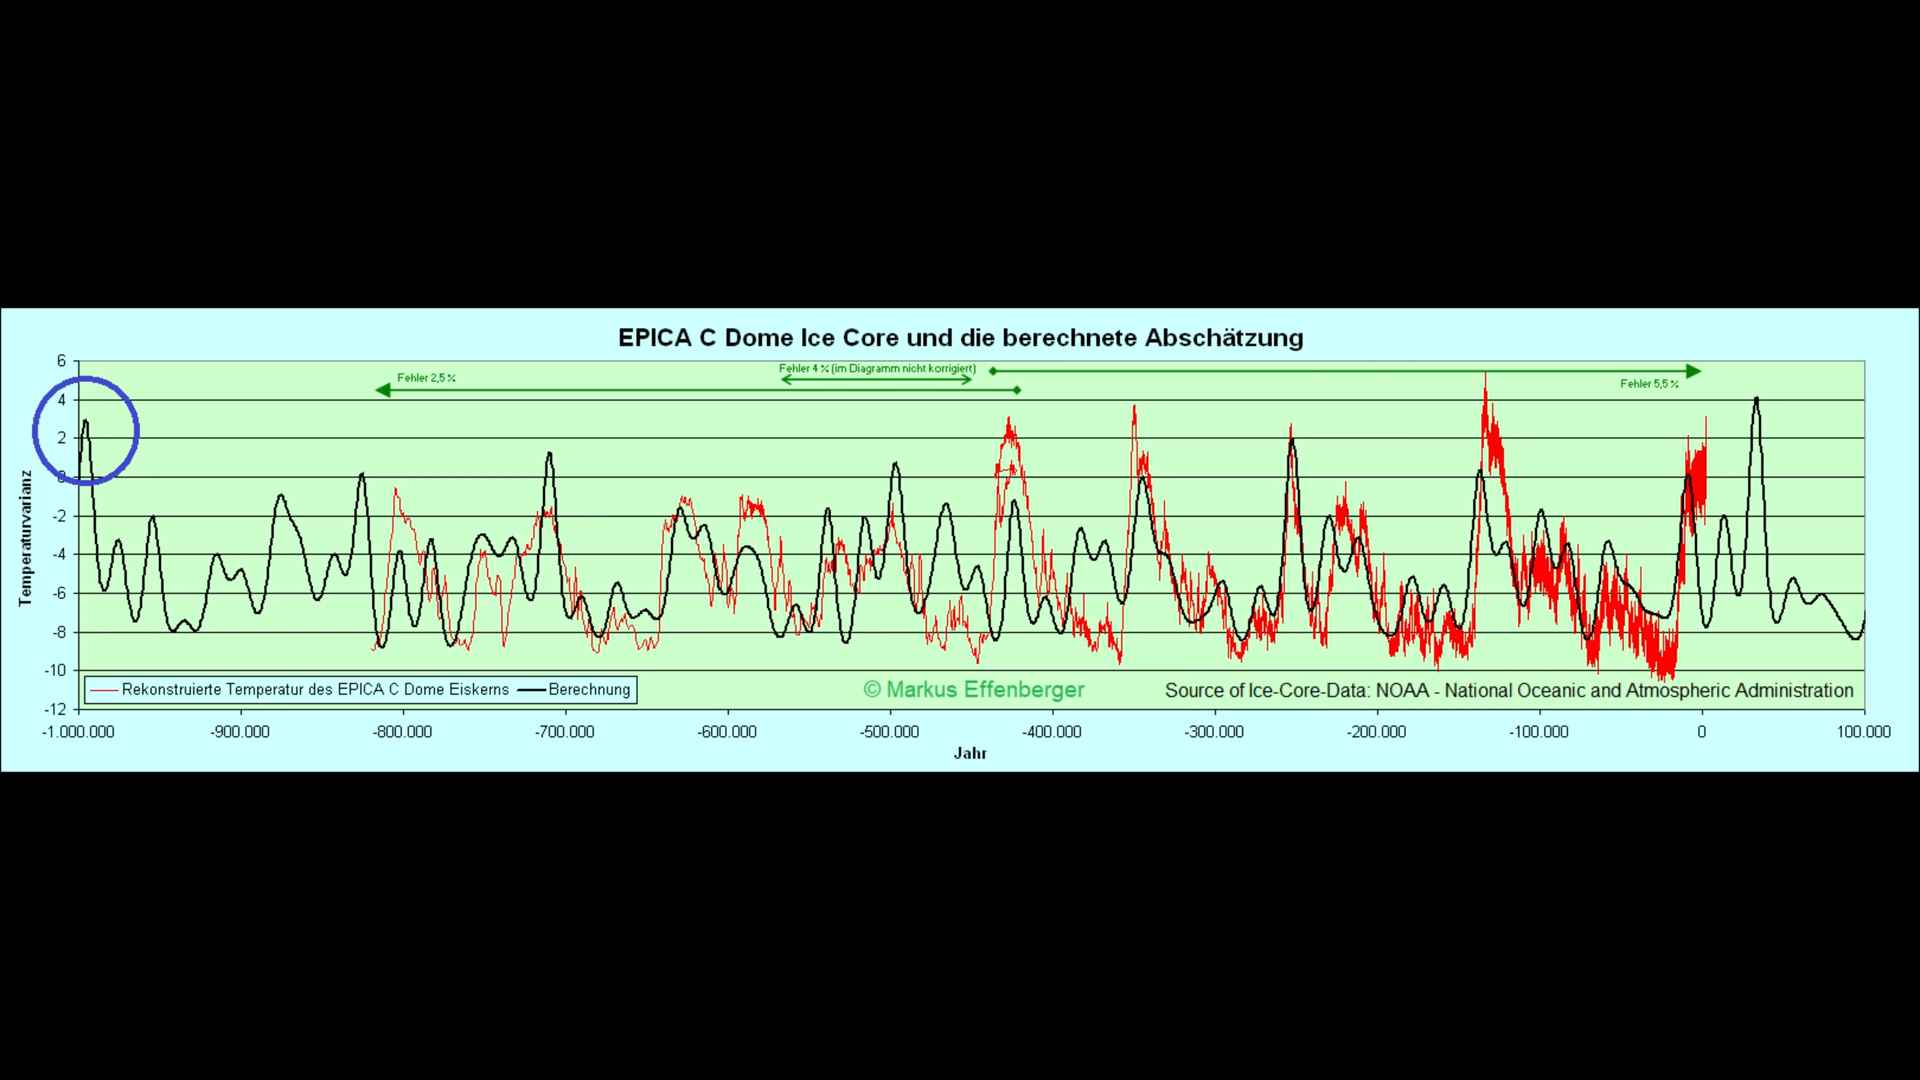 EPICA C Dome Ice Core und die berechnete Abschätzung
Fehler 2,5 %
Fehler 4 % (im Diagramm nicht korrigiert)
Fehler 5,5 %
Temperaturvarianz
6
4
2
0
-2
-4
-6
-8
-10
-12
Rekonstruierte Temperatur des EPICA C Dome Eiskerns Berechnung
© Markus Effenberger
Source of Ice-Core-Data: NOAA - National Oceanic and Atmospheric Administration
-1.000.000 -900.000 -800.000 -700.000 -600.000 -500.000 -400.000 -300.000 -200.000 -100.000 0 100.000
Jahr